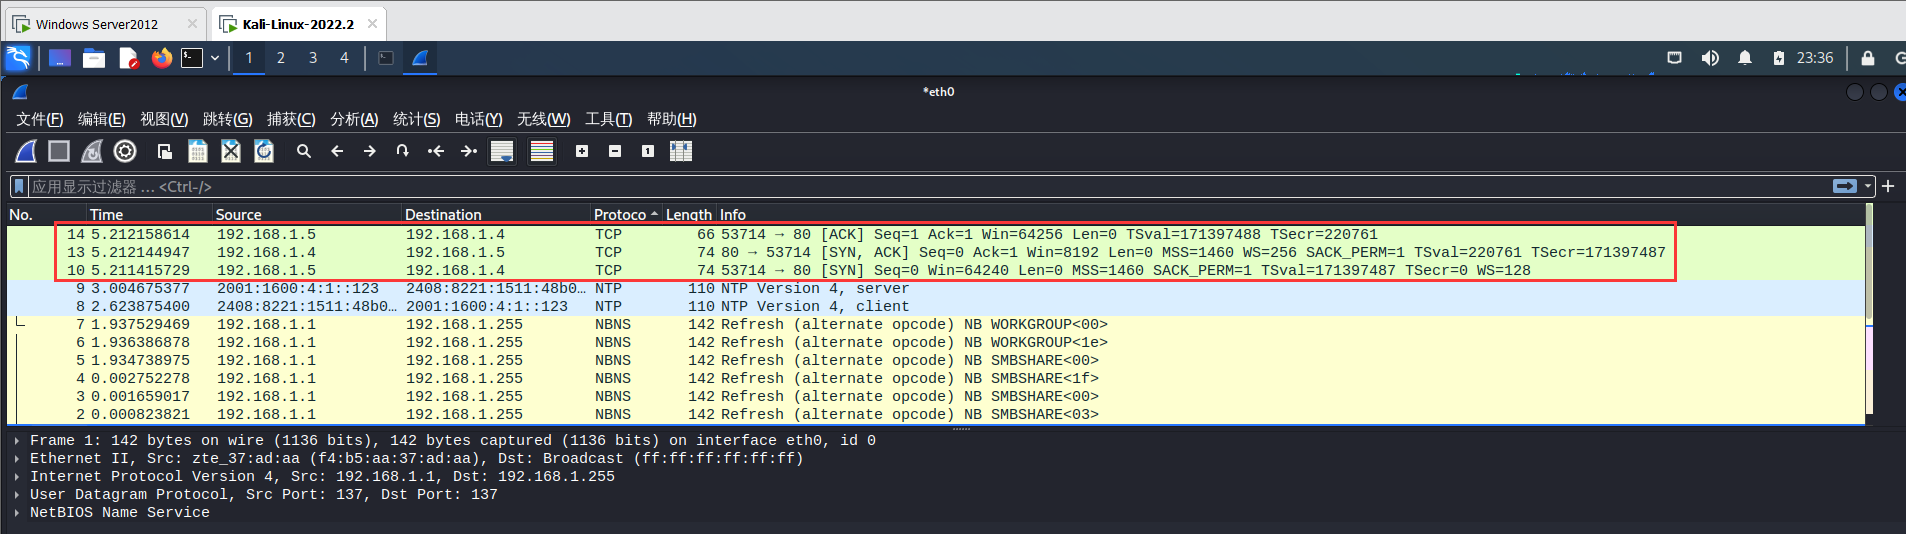 Windows Server2012 Kali-Linux-2022.2
1 2 3 4 23:36
*eth0
文件(F) 编辑(E) 视图(V) 跳转(G) 捕获(C) 分析(A) 统计(S) 电话(Y) 无线(W) 工具(T) 帮助(H)
应用显示过滤器 … <Ctrl-/>
No. Time Source Destination Protoco Length Info
14 5.212158614 192.168.1.5 192.168.1.4 TCP 66 53714 → 80 [ACK] Seq=1 Ack=1 Win=64256 Len=0 TSval=171397488 TSecr=220761
13 5.212144947 192.168.1.4 192.168.1.5 TCP 74 80 → 53714 [SYN, ACK] Seq=0 Ack=1 Win=8192 Len=0 MSS=1460 WS=256 SACK_PERM=1 TSval=220761 TSecr=171397487
10 5.211415729 192.168.1.5 192.168.1.4 TCP 74 53714 → 80 [SYN] Seq=0 Win=64240 Len=0 MSS=1460 SACK_PERM=1 TSval=171397487 TSecr=0 WS=128
9 3.004675377 2001:1600:4:1::123 2408:8221:1511:48b0… NTP 110 NTP Version 4, server
8 2.623875400 2408:8221:1511:48b0… 2001:1600:4:1::123 NTP 110 NTP Version 4, client
7 1.937529469 192.168.1.1 192.168.1.255 NBNS 142 Refresh (alternate opcode) NB WORKGROUP<00>
6 1.936386878 192.168.1.1 192.168.1.255 NBNS 142 Refresh (alternate opcode) NB WORKGROUP<1e>
5 1.934738975 192.168.1.1 192.168.1.255 NBNS 142 Refresh (alternate opcode) NB SMBSHARE<00>
4 0.002752278 192.168.1.1 192.168.1.255 NBNS 142 Refresh (alternate opcode) NB SMBSHARE<1f>
3 0.001659017 192.168.1.1 192.168.1.255 NBNS 142 Refresh (alternate opcode) NB SMBSHARE<00>
2 0.000823821 192.168.1.1 192.168.1.255 NBNS 142 Refresh (alternate opcode) NB SMBSHARE<03>
Frame 1: 142 bytes on wire (1136 bits), 142 bytes captured (1136 bits) on interface eth0, id 0
Ethernet II, Src: zte_37:ad:aa (f4:b5:aa:37:ad:aa), Dst: Broadcast (ff:ff:ff:ff:ff:ff)
Internet Protocol Version 4, Src: 192.168.1.1, Dst: 192.168.1.255
User Datagram Protocol, Src Port: 137, Dst Port: 137
NetBIOS Name Service